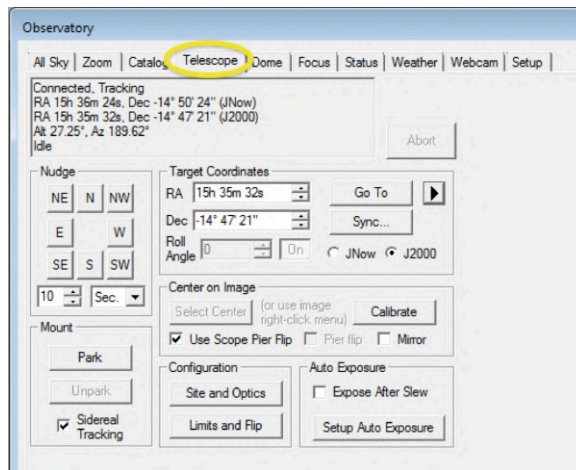 Observatory
All Sky Zoom Catalog Telescope Dome Focus Status Weather Webcam Setup
Connected, Tracking
RA 15h 36m 24s, Dec -14° 50' 24" (JNow)
RA 15h 35m 32s, Dec -14° 47' 21" (J2000)
Alt 27.25°, Az 189.62°
Idle
Abort
Nudge
NE N NW
E W
SE S SW
10 Sec.
Target Coordinates
RA 15h 35m 32s Go To
Dec -14° 47' 21" Sync...
Roll
Angle 0 On JNow J2000
Center on Image
Select Center (or use image
right-click menu) Calibrate
Use Scope Pier Flip Pier flip Mirror
Mount
Park
Unpark
Sidereal
Tracking
Configuration
Site and Optics
Limits and Flip
Auto Exposure
Expose After Slew
Setup Auto Exposure